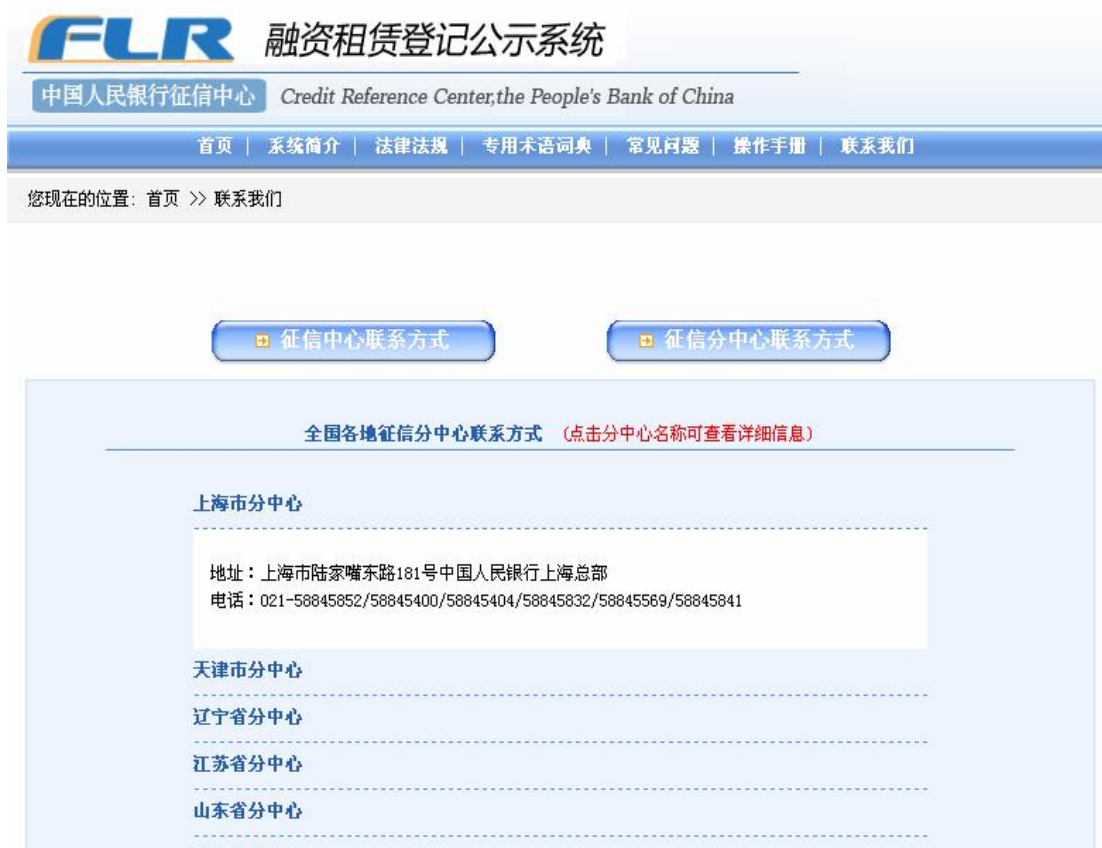 FLR 融资租赁登记公示系统
中国人民银行征信中心 Credit Reference Center,the People's Bank of China
首页 | 系统简介 | 法律法规 | 专用术语词典 | 常见问题 | 操作手册 | 联系我们
您现在的位置: 首页 >> 联系我们
征信中心联系方式 征信分中心联系方式
全国各地征信分中心联系方式 (点击分中心名称可查看详细信息)
上海市分中心
地址：上海市陆家嘴东路181号中国人民银行上海总部
电话：021-58845852/58845400/58845404/58845832/58845569/58845841
天津市分中心
辽宁省分中心
江苏省分中心
山东省分中心